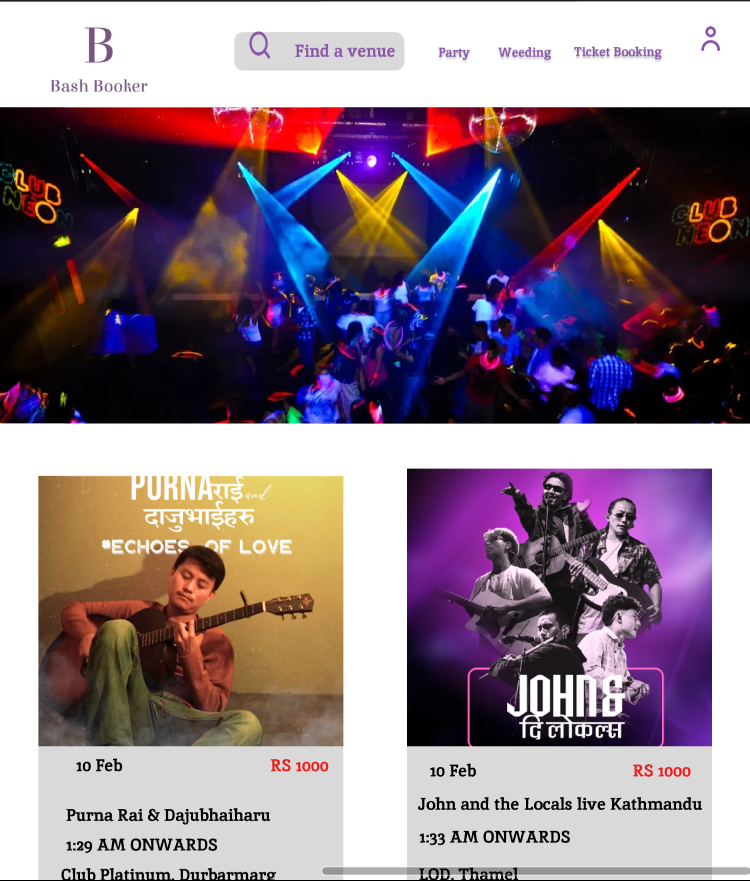 B
Bash Booker
Find a venue
Party
Weeding
Ticket Booking
CLUB
NEON
CLUB
NEON
PURNAराई and
दाजुभाईहरु
#ECHOES OF LOVE
10 Feb
RS 1000
Purna Rai & Dajubhaiharu
1:29 AM ONWARDS
Club Platinum, Durbarmarg
JOHN&
दि लोकल्स
10 Feb
RS 1000
John and the Locals live Kathmandu
1:33 AM ONWARDS
LOD, Thamel